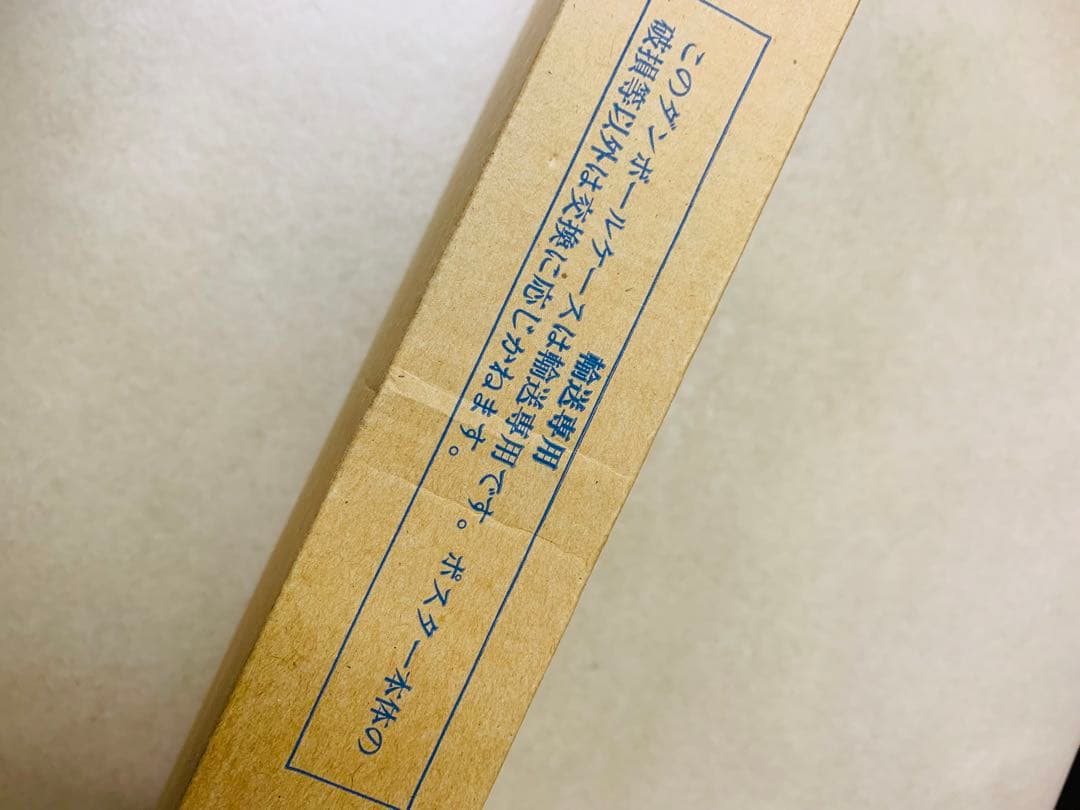 輸送専用
このダンボールケースは輸送専用です。ポスター本体の
破損等以外は交換に応じかねます。